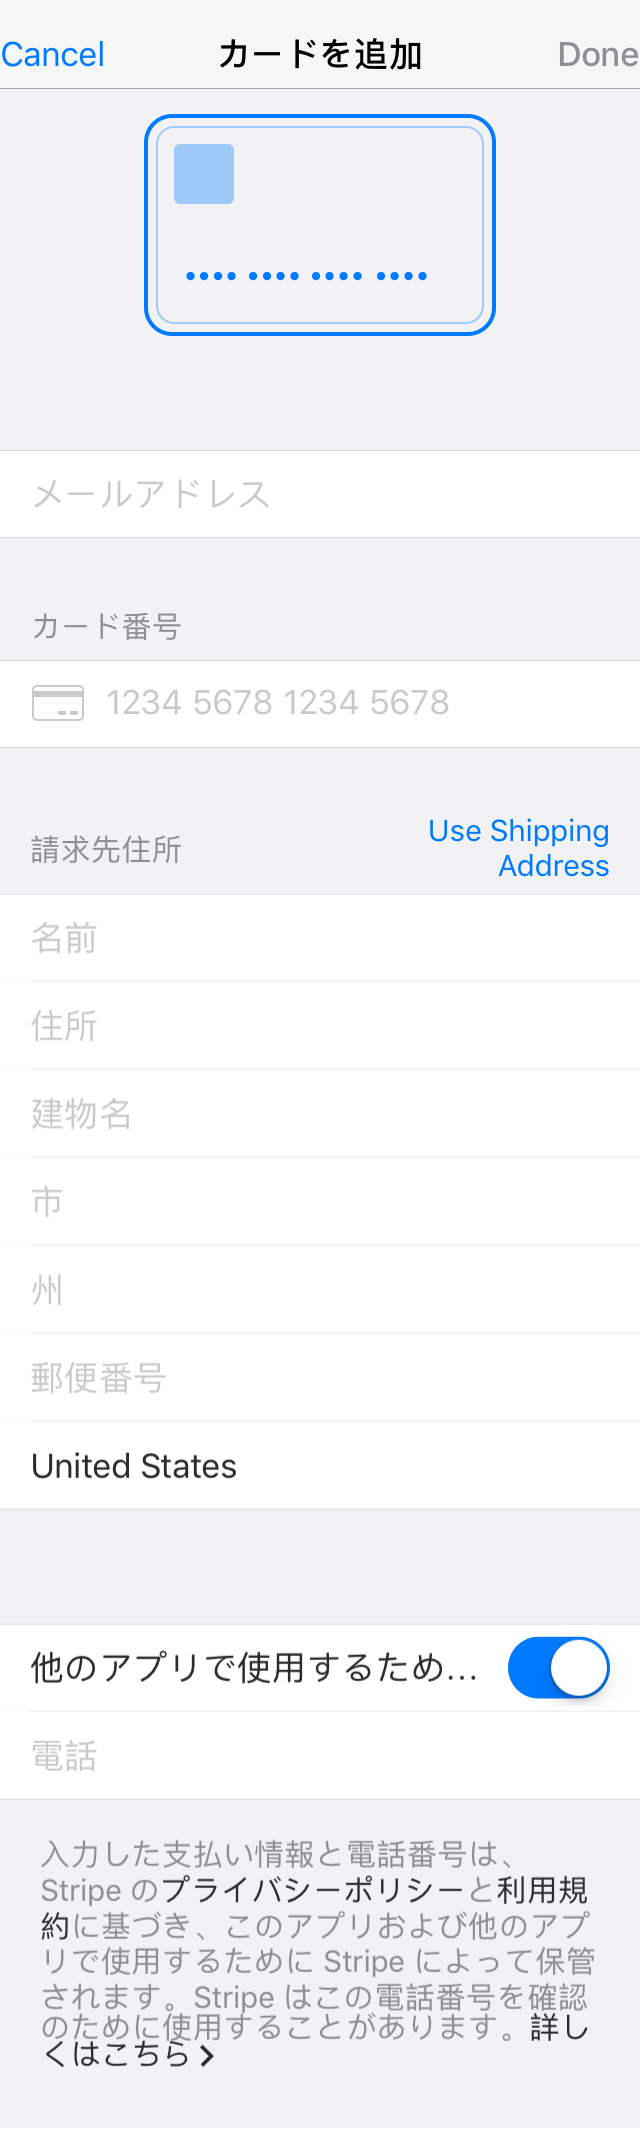 Cancel カードを追加 Done
•••• •••• •••• ••••
メールアドレス
カード番号
1234 5678 1234 5678
請求先住所
Use Shipping
Address
名前
住所
建物名
市
州
郵便番号
United States
他のアプリで使用するため...
電話
入力した支払い情報と電話番号は、
Stripe のプライバシーポリシーと利用規
約に基づき、このアプリおよび他のアプ
リで使用するために Stripe によって保管
されます。Stripe はこの電話番号を確認
のために使用することがあります。詳し
くはこちら